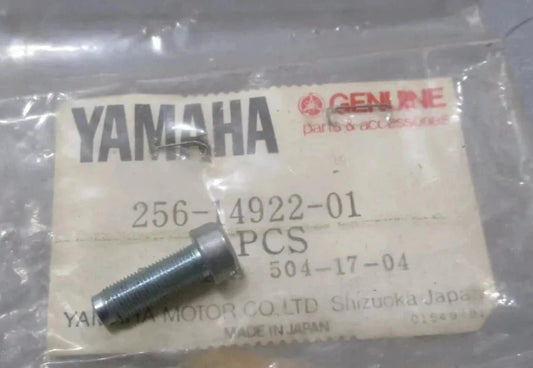 YAMAHA
GENUINE
parts & accessories
256-14922-01
PCS
504-17-04
YAMAHA MOTOR CO., LTD. Shizuoka Japan
MADE IN JAPAN